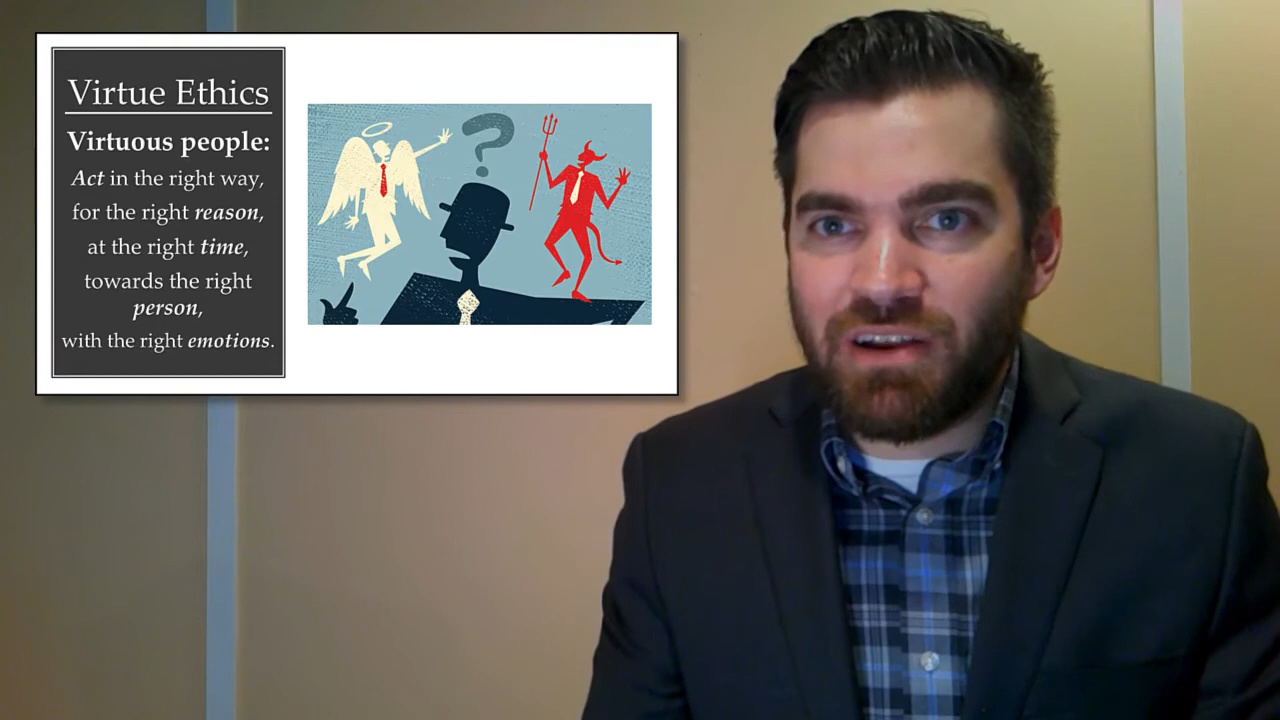 Virtue Ethics
Virtuous people:
Act in the right way,
for the right reason,
at the right time,
towards the right
person,
with the right emotions.
?